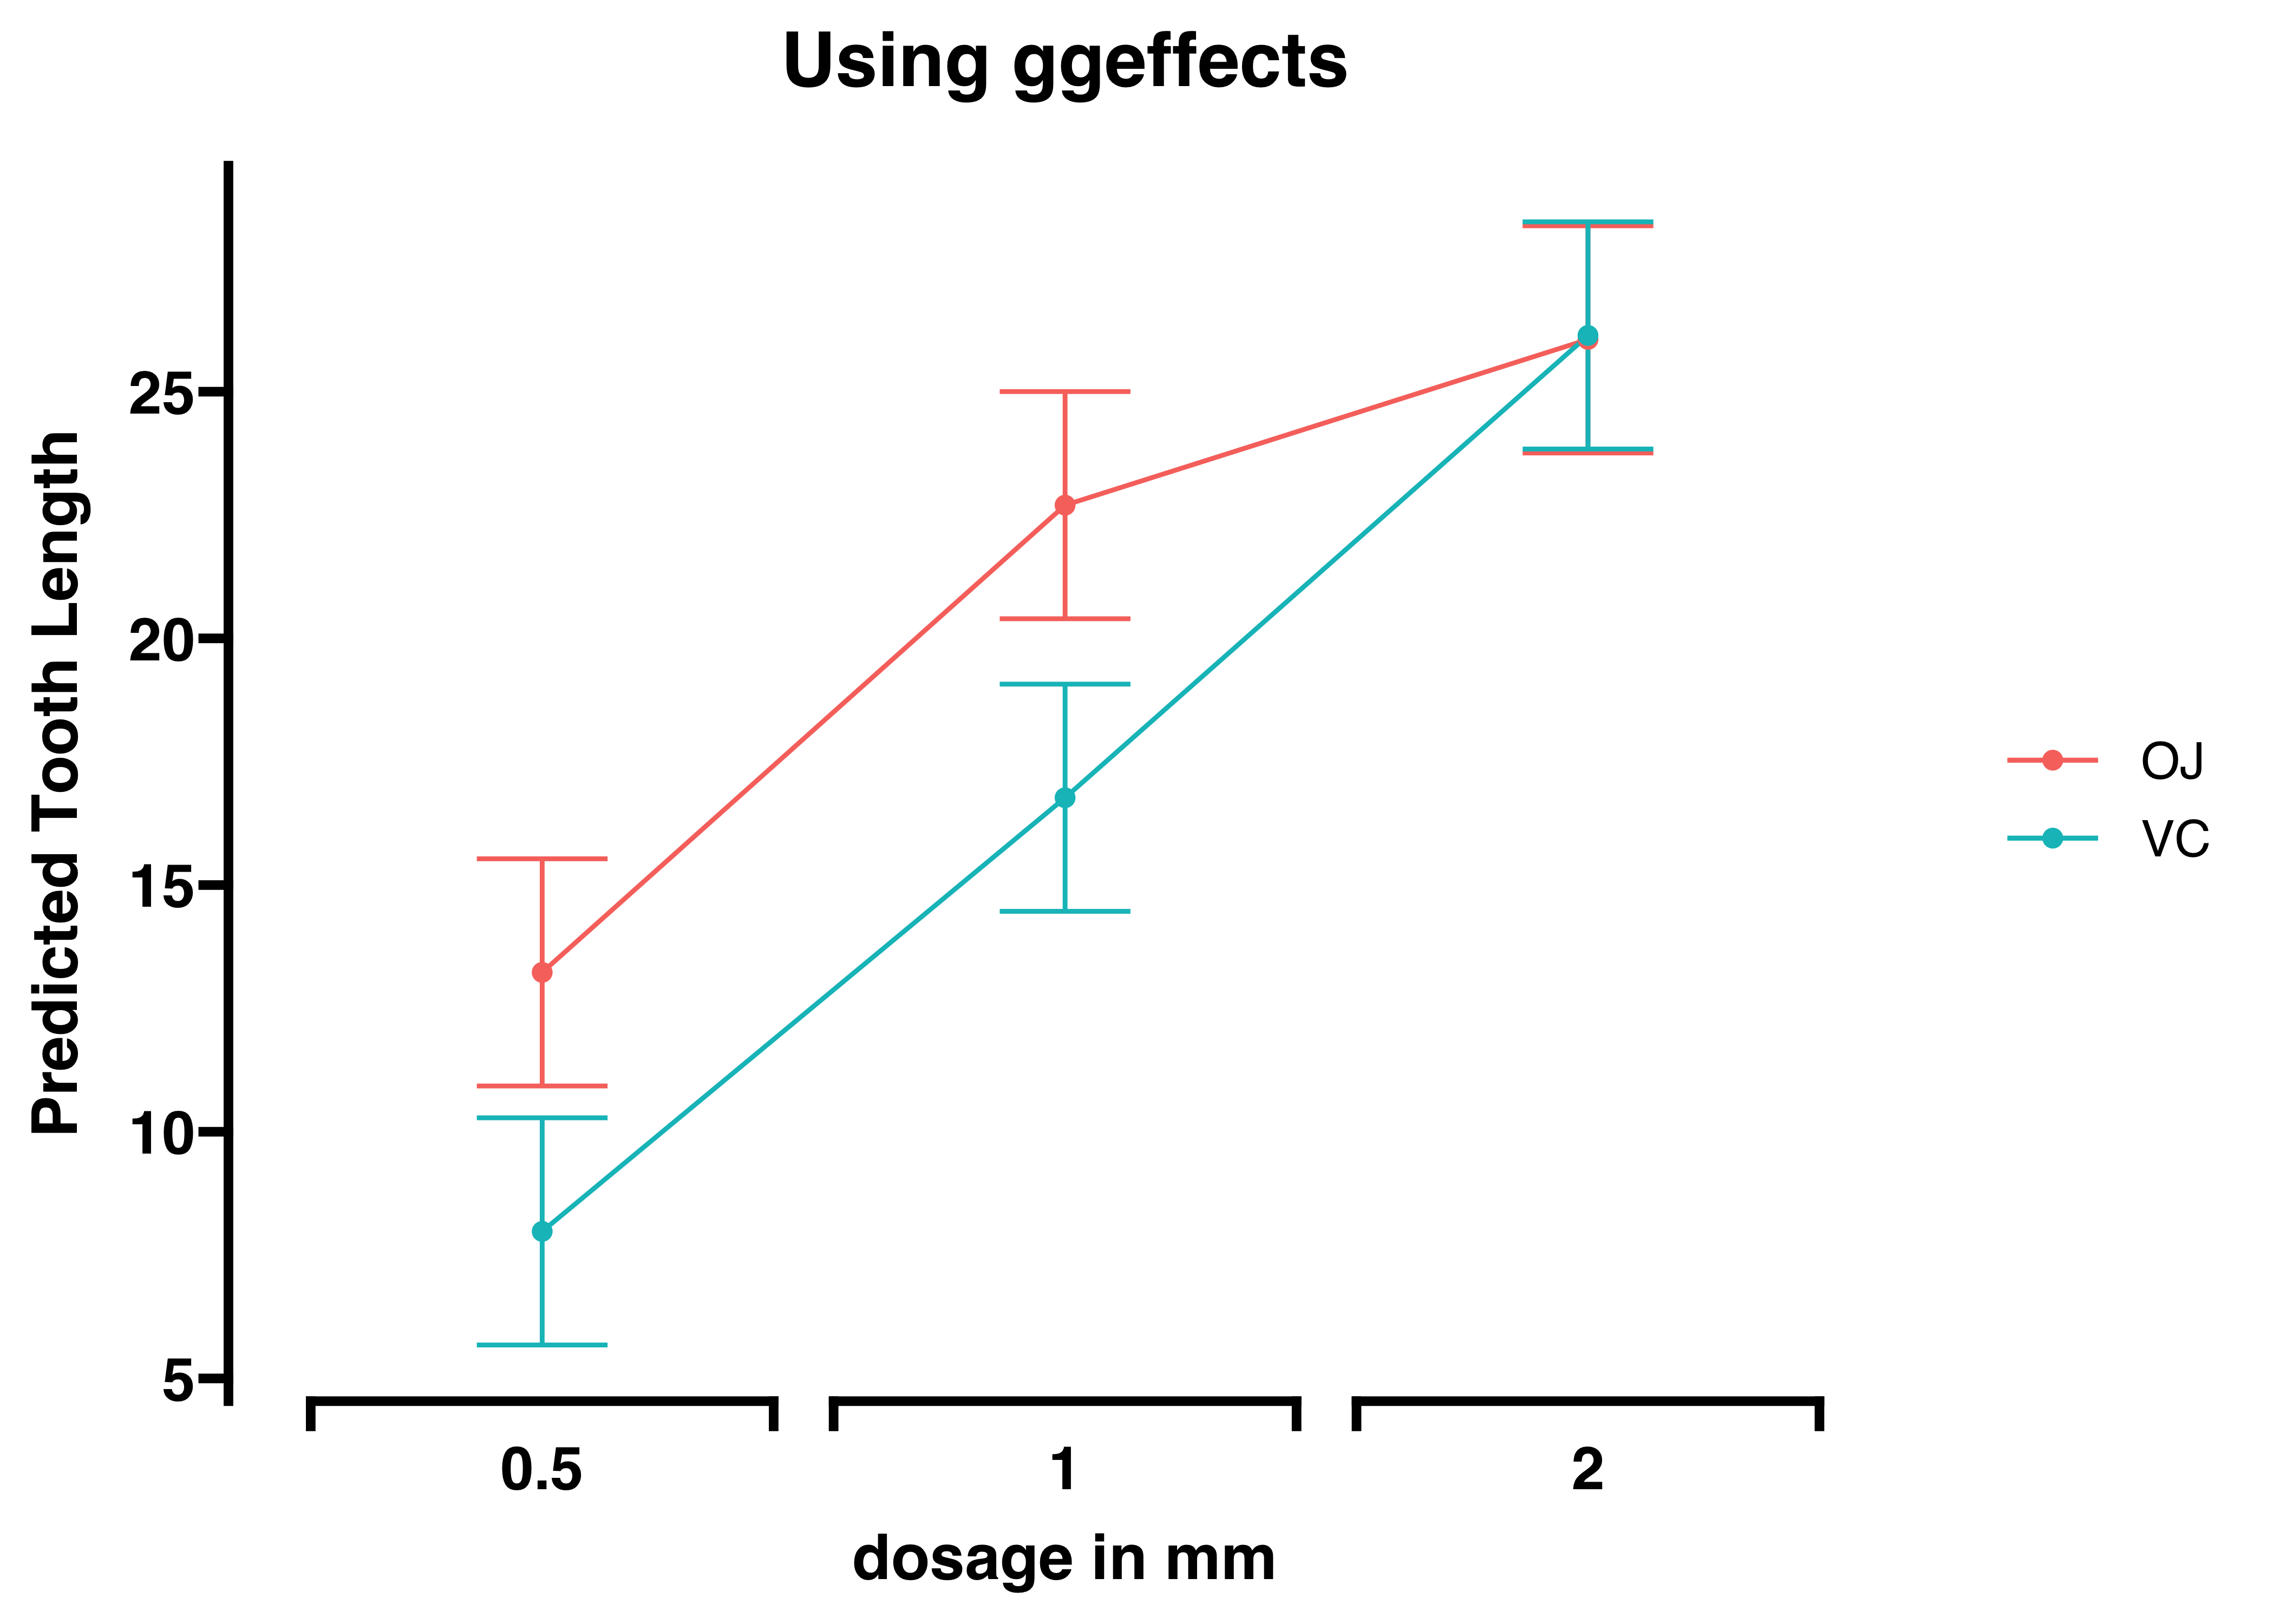 Using ggeffects
Predicted Tooth Length
25
20
15
10
5
0.5
1
2
dosage in mm
OJ
VC